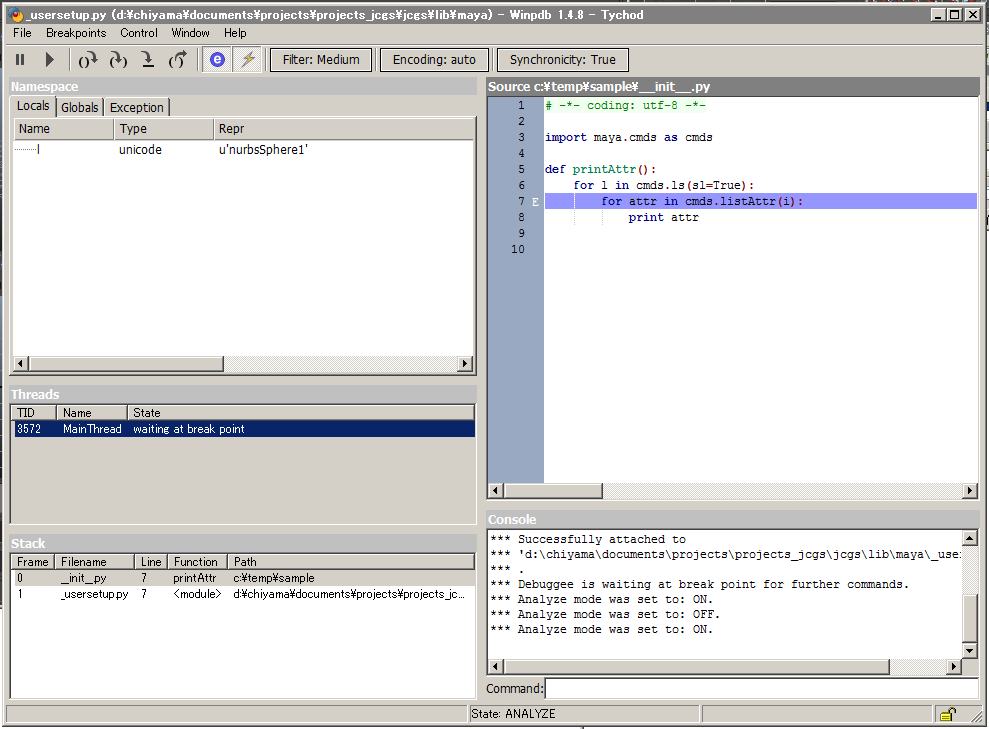 _usersetup.py (d:¥chiyama¥documents¥projects¥projects_jcgs¥jcgs¥lib¥maya) - Winpdb 1.4.8 - Tychod
File Breakpoints Control Window Help
Filter: Medium Encoding: auto Synchronicity: True
Namespace
Locals Globals Exception
Name Type Repr
l unicode u'nurbsSphere1'
Threads
TID Name State
3572 MainThread waiting at break point
Stack
Frame Filename Line Function Path
0 __init__.py 7 printAttr c:¥temp¥sample
1 _usersetup.py 7 <module> d:¥chiyama¥documents¥projects¥projects_jc...
Source c:¥temp¥sample¥__init__.py
1 # -*- coding: utf-8 -*-
2
3 import maya.cmds as cmds
4
5 def printAttr():
6 for l in cmds.ls(sl=True):
7 E for attr in cmds.listAttr(i):
8 print attr
9
10
Console
*** Successfully attached to
*** 'd:\chiyama\documents\projects\projects_jcgs\jcgs\lib\maya\_user
*** .
*** Debuggee is waiting at break point for further commands.
*** Analyze mode was set to: ON.
*** Analyze mode was set to: OFF.
*** Analyze mode was set to: ON.
Command:
State: ANALYZE